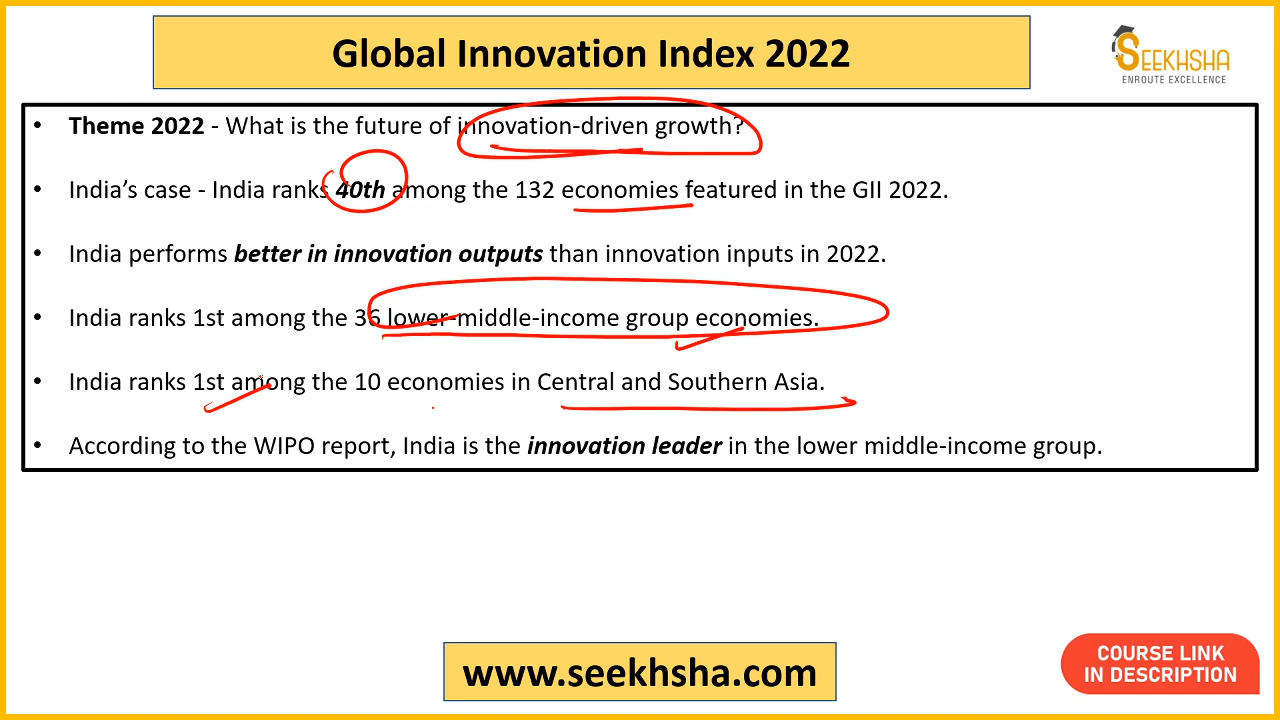 Global Innovation Index 2022
SEEKHSHA
ENROUTE EXCELLENCE
• Theme 2022 - What is the future of innovation-driven growth?
• India’s case - India ranks 40th among the 132 economies featured in the GII 2022.
• India performs better in innovation outputs than innovation inputs in 2022.
• India ranks 1st among the 36 lower-middle-income group economies.
• India ranks 1st among the 10 economies in Central and Southern Asia.
• According to the WIPO report, India is the innovation leader in the lower middle-income group.
www.seekhsha.com
COURSE LINK
IN DESCRIPTION